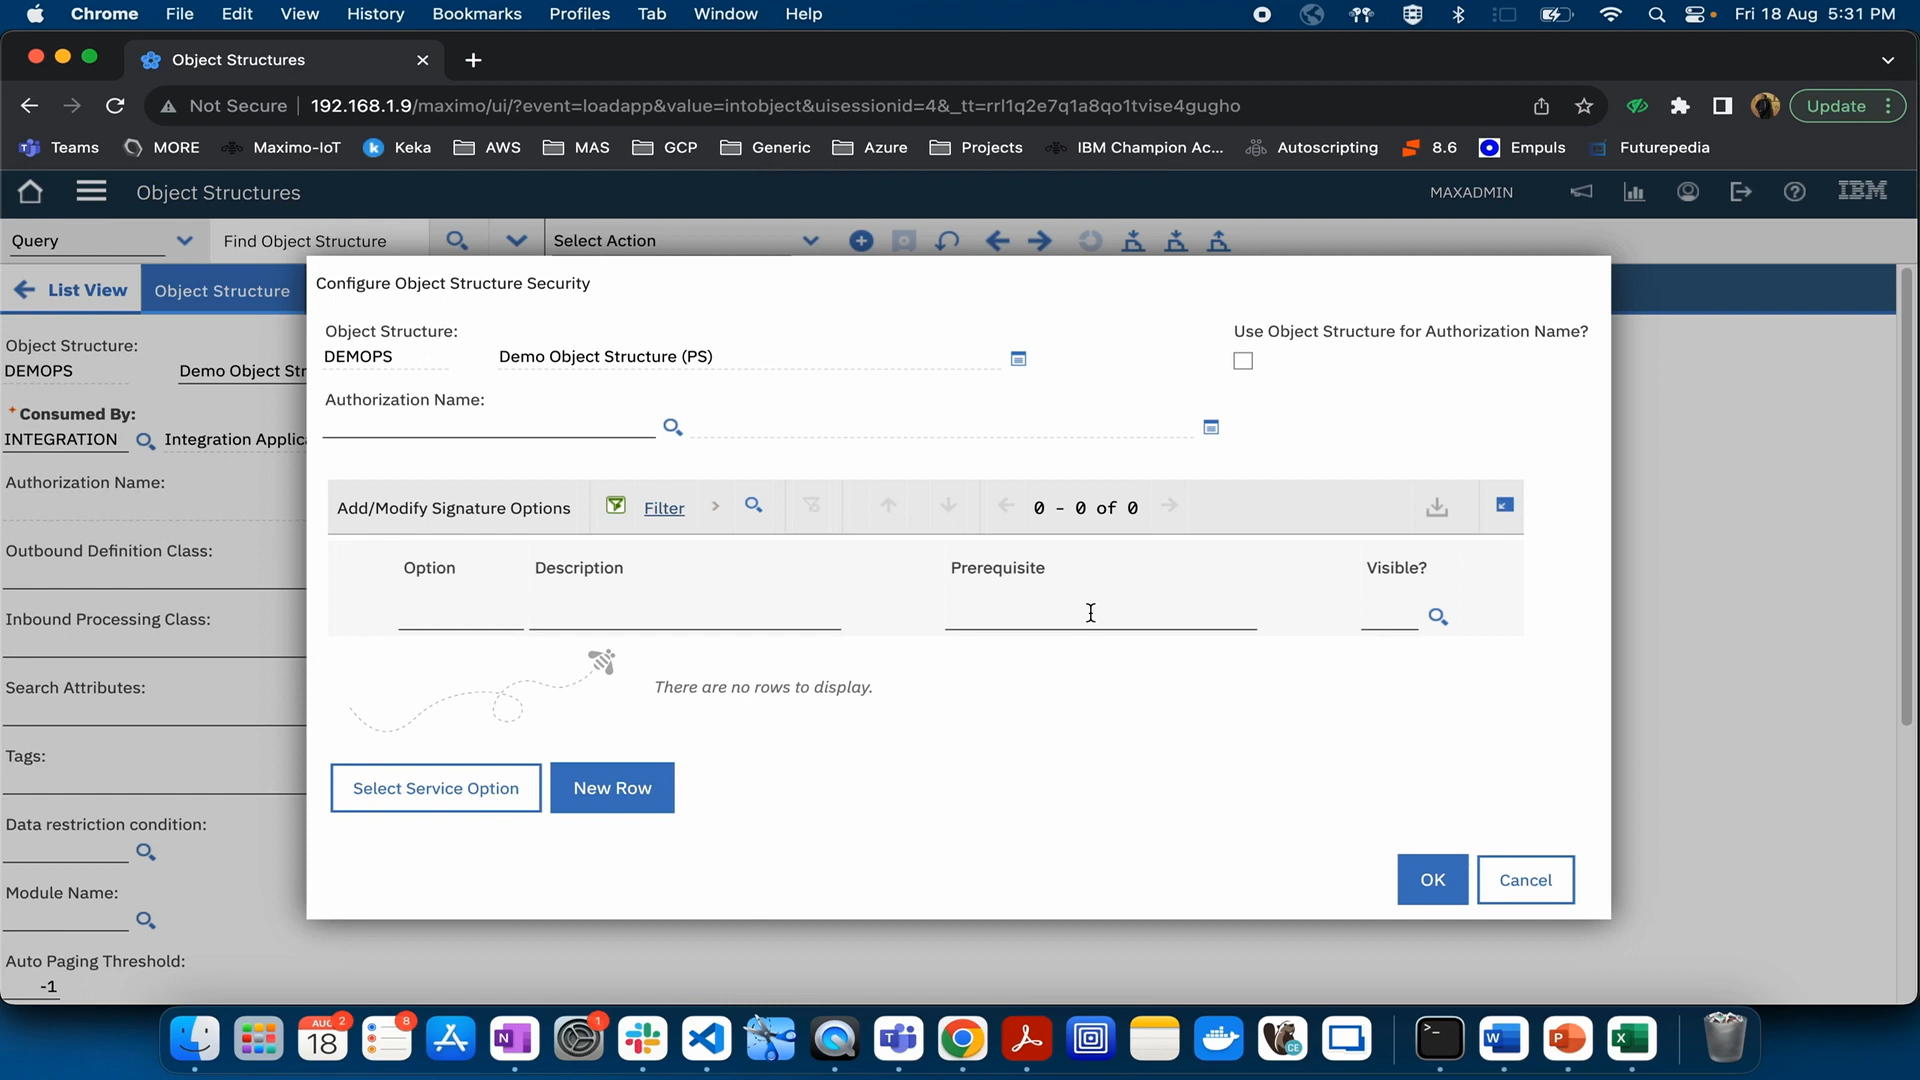 Chrome File Edit View History Bookmarks Profiles Tab Window Help Fri 18 Aug 5:31 PM
Object Structures
Not Secure 192.168.1.9/maximo/ui/?event=loadapp&value=intobject&uisessionid=4&_tt=rrl1q2e7q1a8qo1tvise4gugho Update
Teams MORE Maximo-IoT Keka AWS MAS GCP Generic Azure Projects IBM Champion Ac... Autoscripting 8.6 Empuls Futurepedia
Object Structures MAXADMIN IBM
Query Find Object Structure Select Action
List View Object Structure
Configure Object Structure Security
Object Structure:
DEMOPS Demo Object Structure (PS)
Use Object Structure for Authorization Name?
Authorization Name:
Add/Modify Signature Options Filter 0 - 0 of 0
Option Description Prerequisite Visible?
There are no rows to display.
Select Service Option New Row
OK Cancel
Object Structure:
DEMOPS Demo Object Str
* Consumed By:
INTEGRATION Integration Applica
Authorization Name:
Outbound Definition Class:
Inbound Processing Class:
Search Attributes:
Tags:
Data restriction condition:
Module Name:
Auto Paging Threshold:
-1
AUG 2 8 1
18 N >_ CE W P X